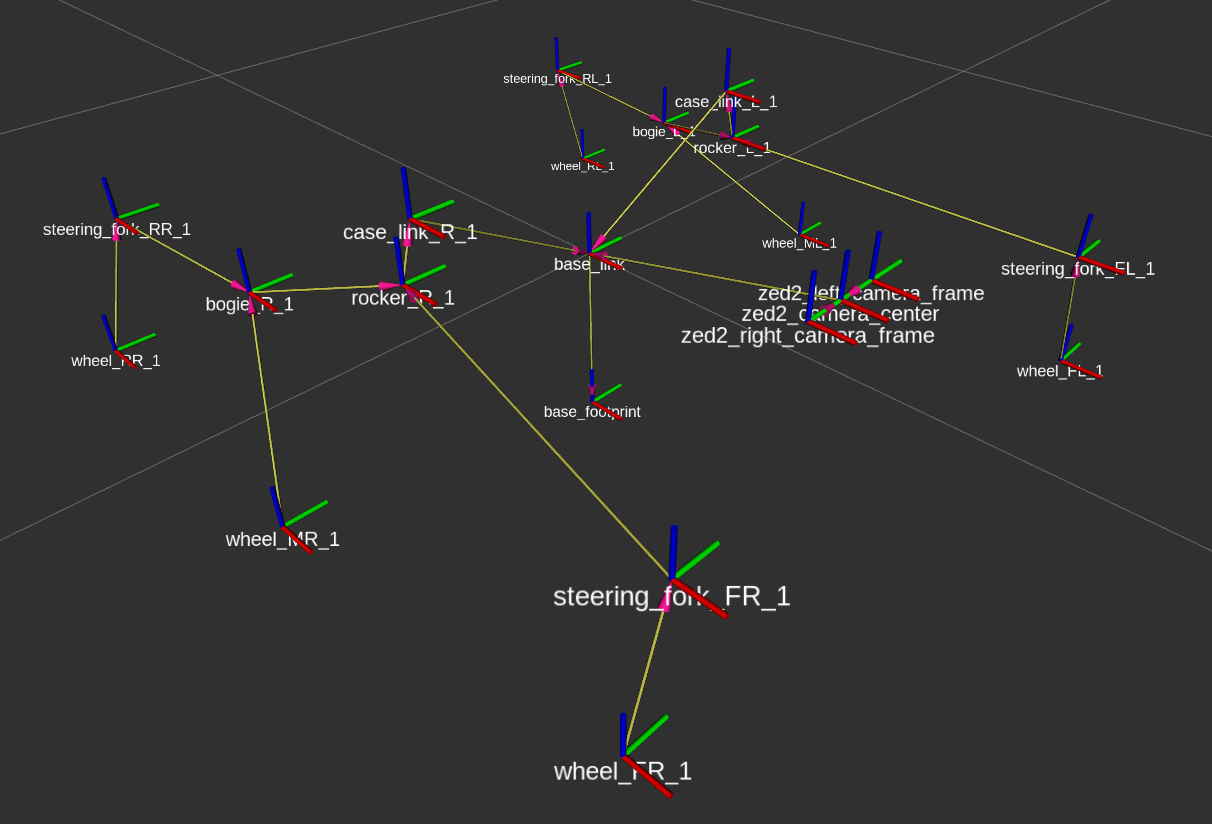 steering_fork_RL_1
case_link_L_1
bogie_L_1
rocker_L_1
wheel_RL_1
steering_fork_RR_1
case_link_R_1
wheel_ML_1
base_link
steering_fork_FL_1
zed2_left_camera_frame
rocker_R_1
bogie_R_1
zed2_camera_center
zed2_right_camera_frame
wheel_RR_1
wheel_FL_1
base_footprint
wheel_MR_1
steering_fork_FR_1
wheel_FR_1